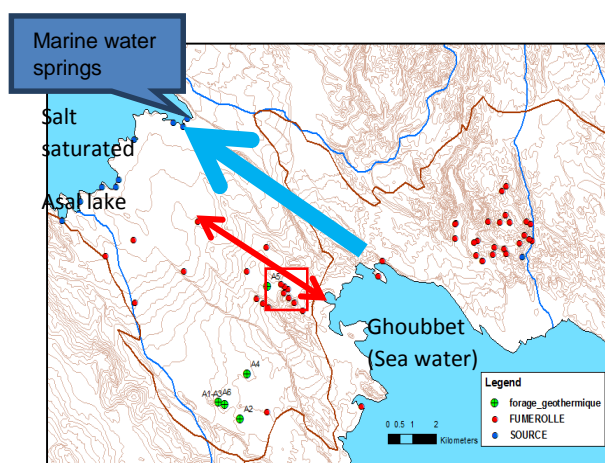 Marine water
springs
Salt
saturated
Asal lake
A5
Ghoubbet
(Sea water)
A4
A1-A3-A6
A2
Legend
forage_geothermique
FUMEROLLE
SOURCE
0 0.5 1 2
Kilometers